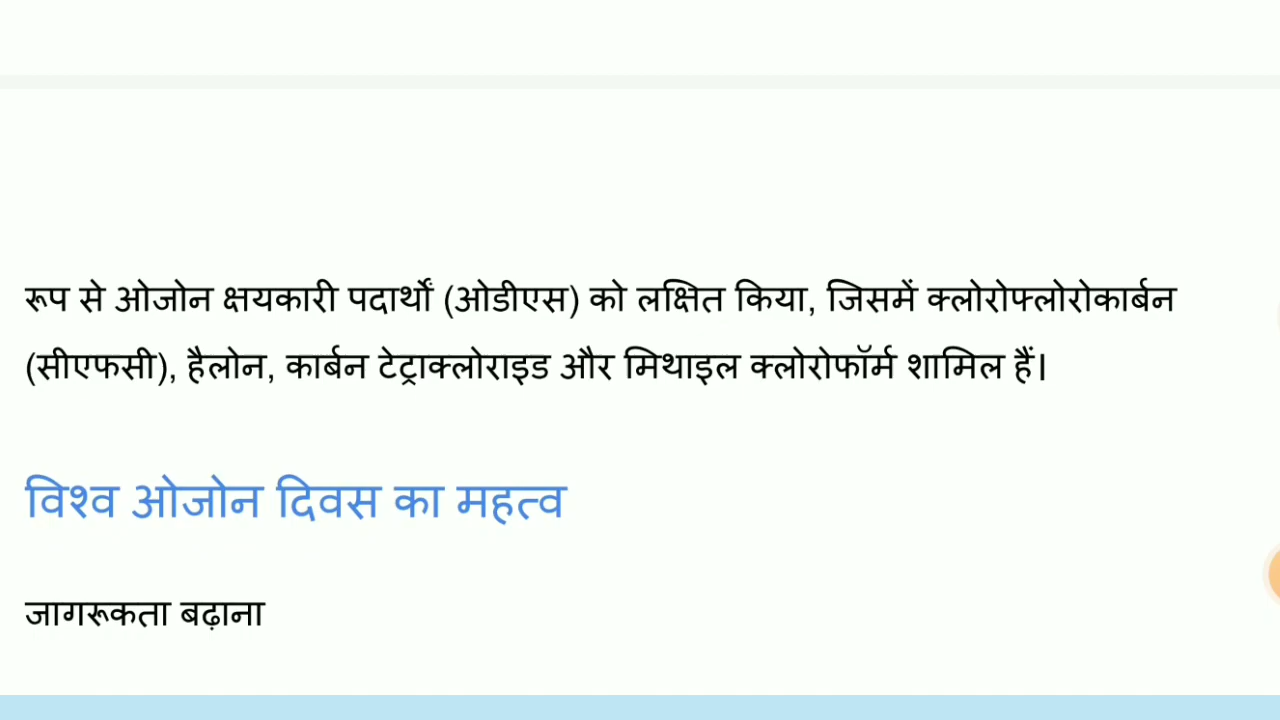 रूप से ओजोन क्षयकारी पदार्थों (ओडीएस) को लक्षित किया, जिसमें क्लोरोफ्लोरोकार्बन
(सीएफसी), हैलोन, कार्बन टेट्राक्लोराइड और मिथाइल क्लोरोफॉर्म शामिल हैं।
विश्व ओजोन दिवस का महत्व
जागरूकता बढ़ाना